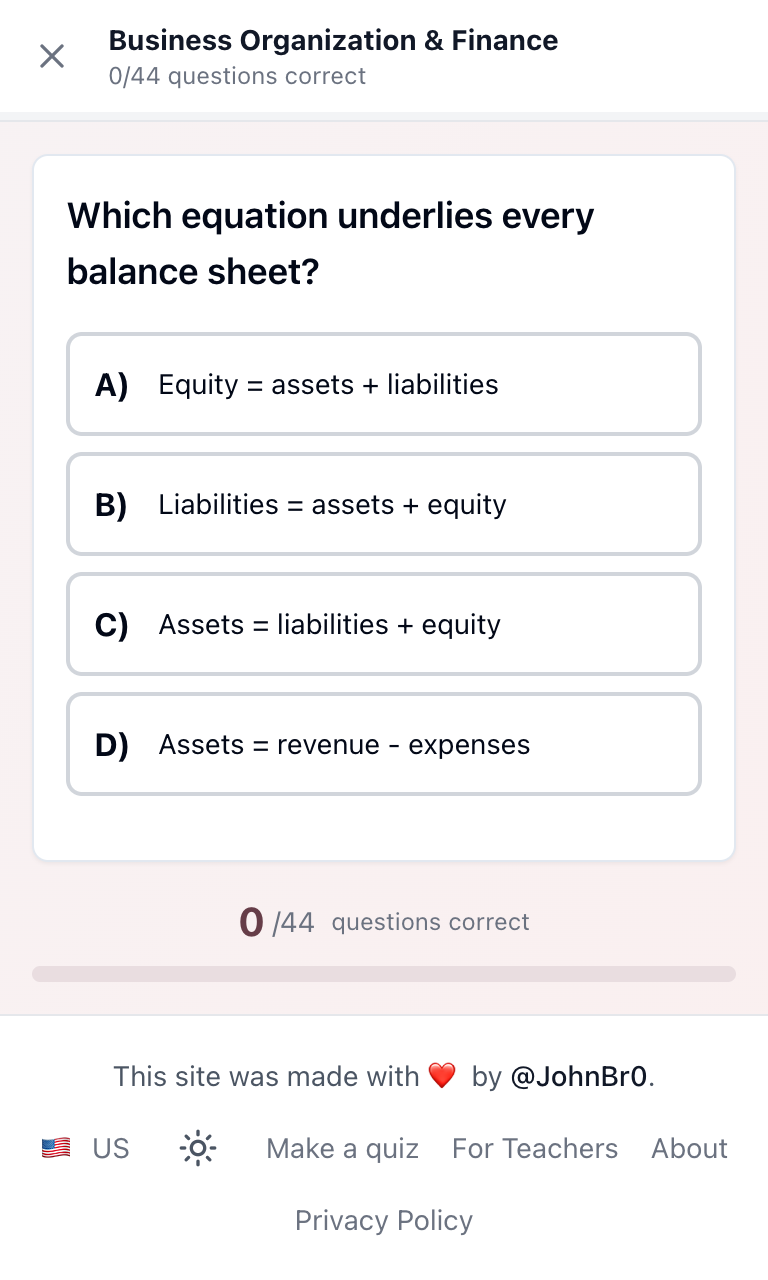 Business Organization & Finance
0/44 questions correct
Which equation underlies every
balance sheet?
A) Equity = assets + liabilities
B) Liabilities = assets + equity
C) Assets = liabilities + equity
D) Assets = revenue - expenses
0 /44 questions correct
This site was made with ❤️ by @JohnBr0.
🇺🇸 US Make a quiz For Teachers About
Privacy Policy